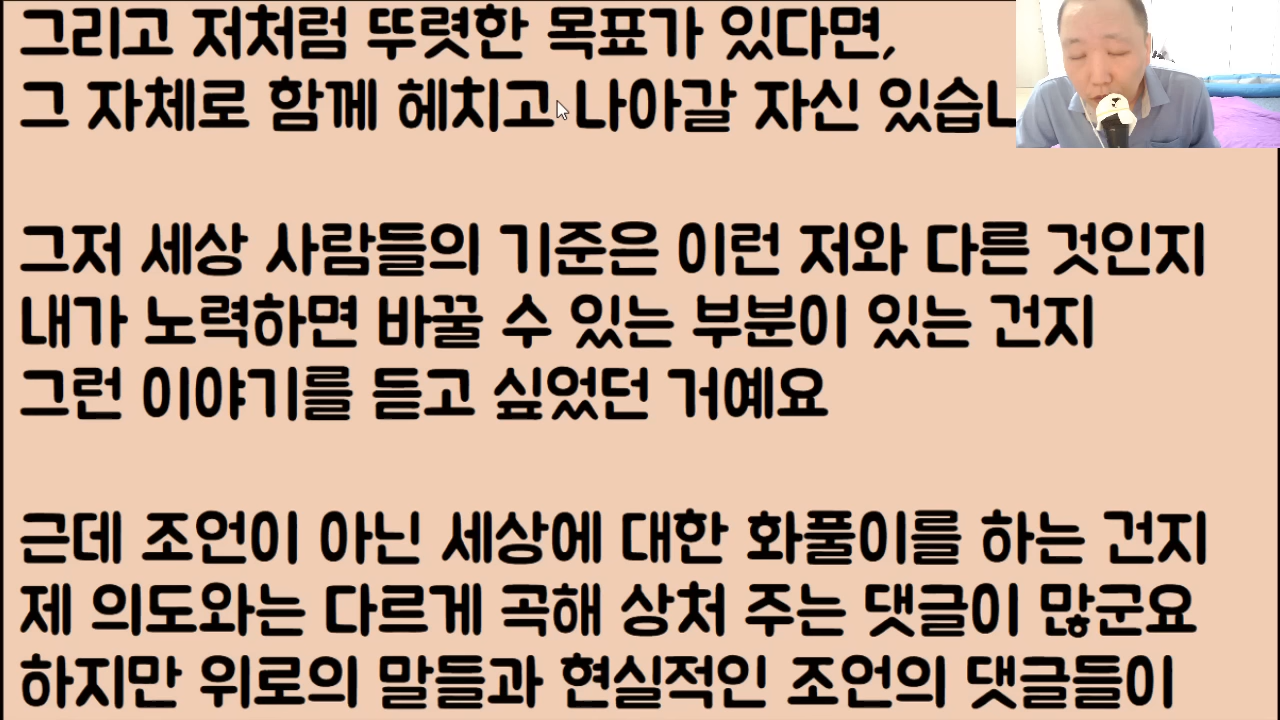 그리고 저처럼 뚜렷한 목표가 있다면,
그 자체로 함께 헤치고 나아갈 자신 있습니
그저 세상 사람들의 기준은 이런 저와 다른 것인지
내가 노력하면 바꿀 수 있는 부분이 있는 건지
그런 이야기를 듣고 싶었던 거예요
근데 조언이 아닌 세상에 대한 화풀이를 하는 건지
제 의도와는 다르게 곡해 상처 주는 댓글이 많군요
하지만 위로의 말들과 현실적인 조언의 댓글들이